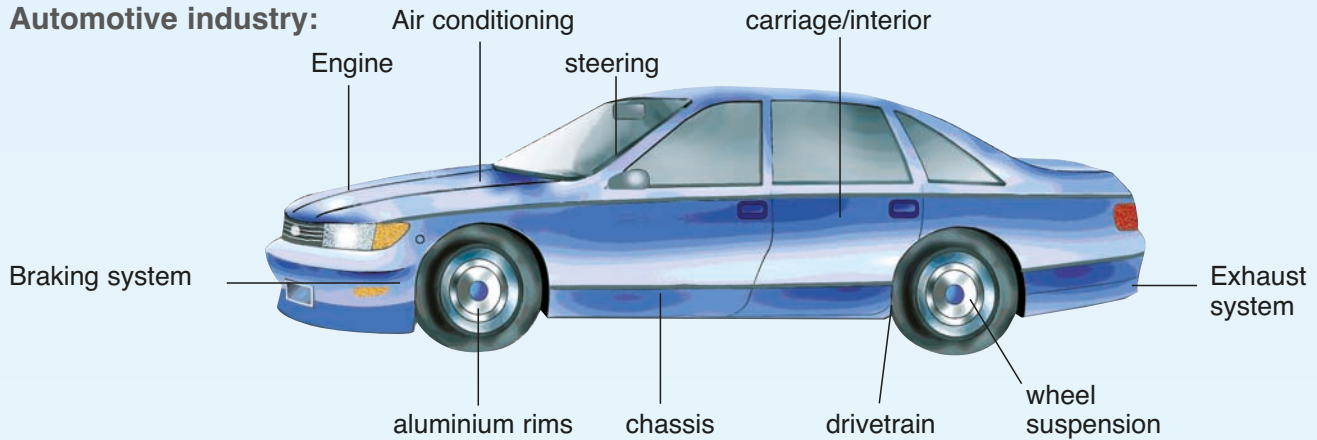 Automotive industry:
Air conditioning
carriage/interior
Engine
steering
Braking system
Exhaust
system
aluminium rims
chassis
drivetrain
wheel
suspension